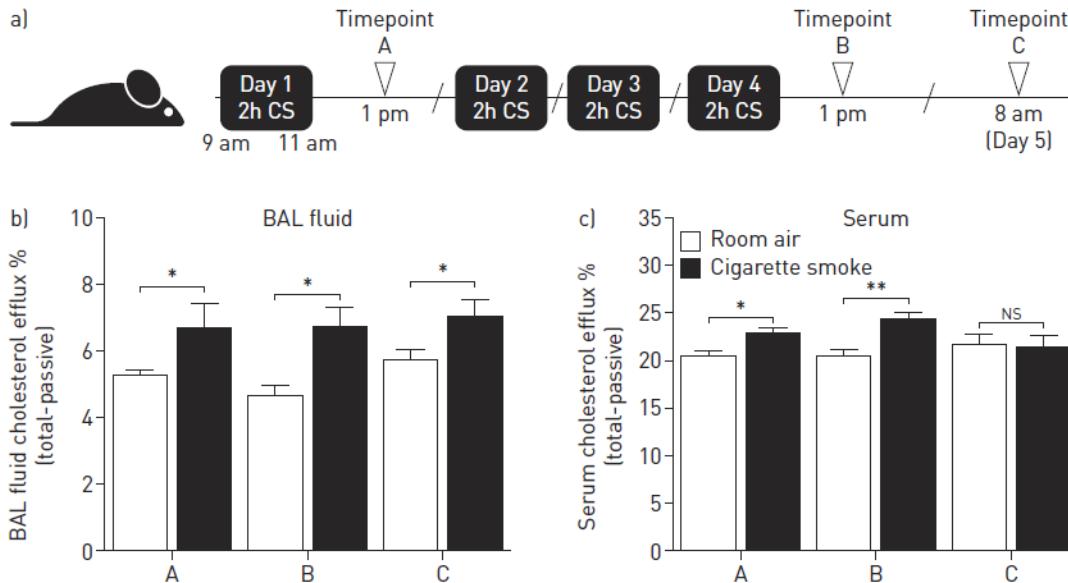 a)
Timepoint
A
Timepoint
B
Timepoint
C
Day 1
2h CS
Day 2
2h CS
Day 3
2h CS
Day 4
2h CS
1 pm
1 pm
8 am
(Day 5)
9 am
11 am
b)
BAL fluid
BAL fluid cholesterol efflux %
(total-passive)
10
8
6
4
2
0
*
*
*
A
B
C
c)
Serum
Room air
Cigarette smoke
Serum cholesterol efflux %
(total-passive)
35
30
25
20
15
10
5
0
*
**
NS
A
B
C